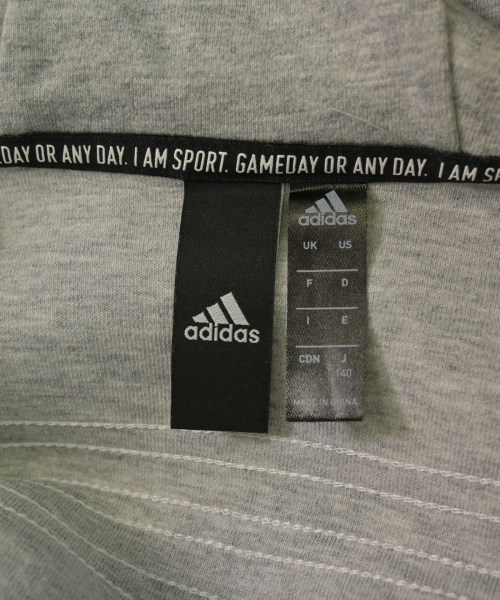 EDAY OR ANY DAY. I AM SPORT. GAMEDAY OR ANY DAY. I AM SP
adidas
adidas
UK US
F D
I E
CDN J
140
MADE IN CHINA